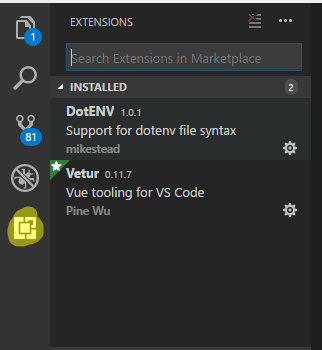 EXTENSIONS
1
Search Extensions in Marketplace
INSTALLED 2
DotENV 1.0.1
Support for dotenv file syntax
mikestead
81
Vetur 0.11.7
Vue tooling for VS Code
Pine Wu